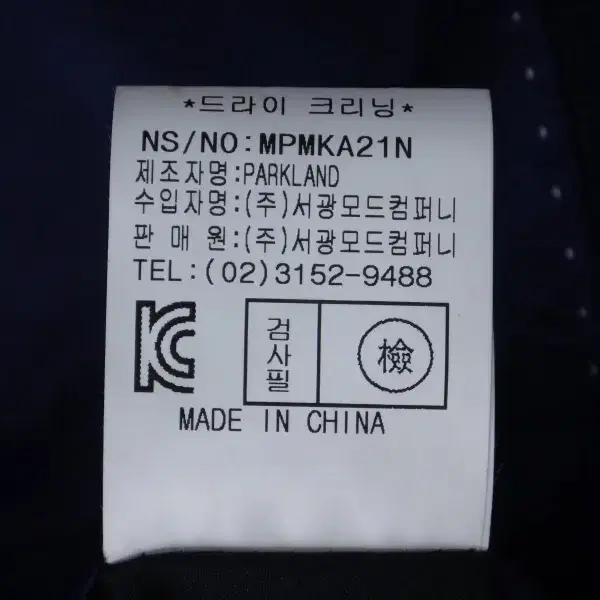 *드라이 크리닝*
NS/NO:MPMKA21N
제조자명:PARKLAND
수입자명:(주)서광모드컴퍼니
판 매 원:(주)서광모드컴퍼니
TEL:(02)3152-9488
KC
검사필
檢
MADE IN CHINA